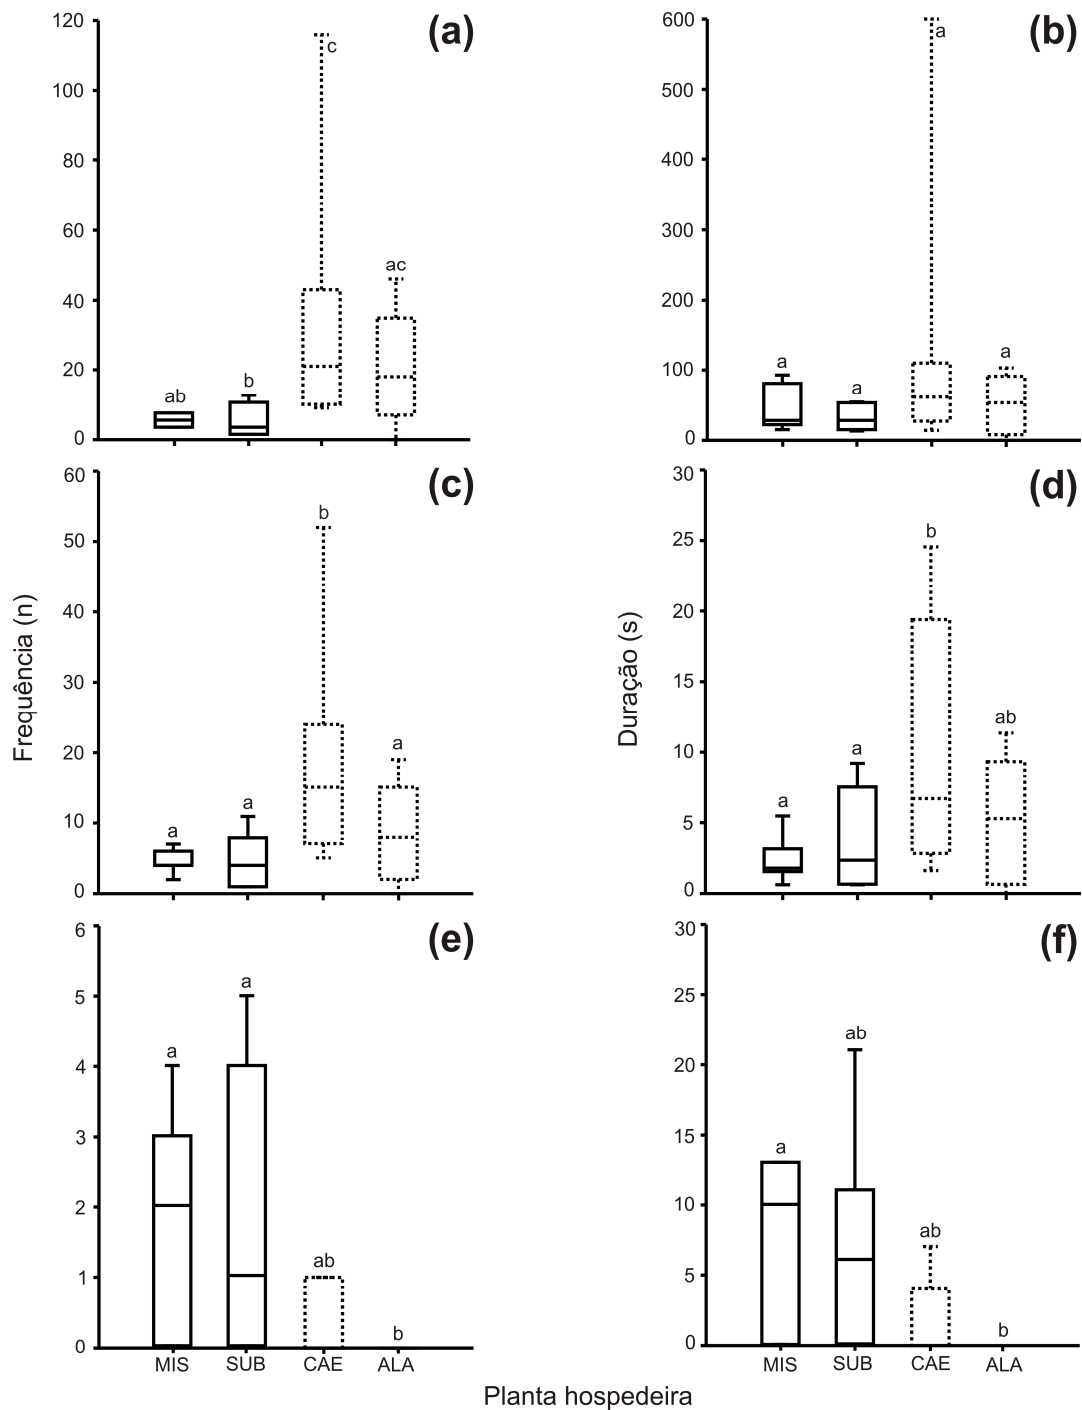 (a)
120
100
80
60
40
20
0
ab
b
c
ac
(b)
600
500
400
300
200
100
0
a
a
a
a
(c)
60
50
40
30
20
10
0
a
a
b
a
(d)
30
25
20
15
10
5
0
a
a
b
ab
Frequência (n)
Duração (s)
(e)
6
5
4
3
2
1
0
a
a
ab
b
MIS SUB CAE ALA
(f)
30
25
20
15
10
5
0
a
ab
ab
b
MIS SUB CAE ALA
Planta hospedeira